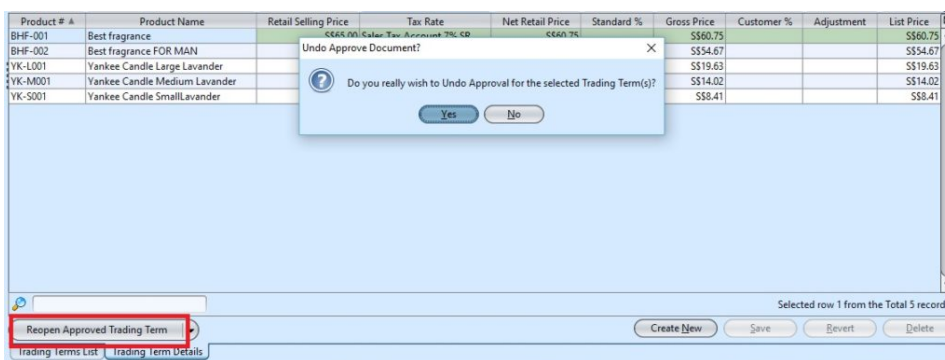 Product # Product Name Retail Selling Price Tax Rate Net Retail Price Standard % Gross Price Customer % Adjustment List Price
BHF-001 Best fragrance S$65.00 Sales Tax Account 7% SR S$60.75 S$60.75 S$60.75
BHF-002 Best fragrance FOR MAN S$54.67 S$54.67
YK-L001 Yankee Candle Large Lavander S$19.63 S$19.63
YK-M001 Yankee Candle Medium Lavander S$14.02 S$14.02
YK-S001 Yankee Candle SmallLavander S$8.41 S$8.41
Undo Approve Document?
Do you really wish to Undo Approval for the selected Trading Term(s)?
Yes No
Selected row 1 from the Total 5 record
Reopen Approved Trading Term Create New Save Revert Delete
Trading Terms List Trading Term Details